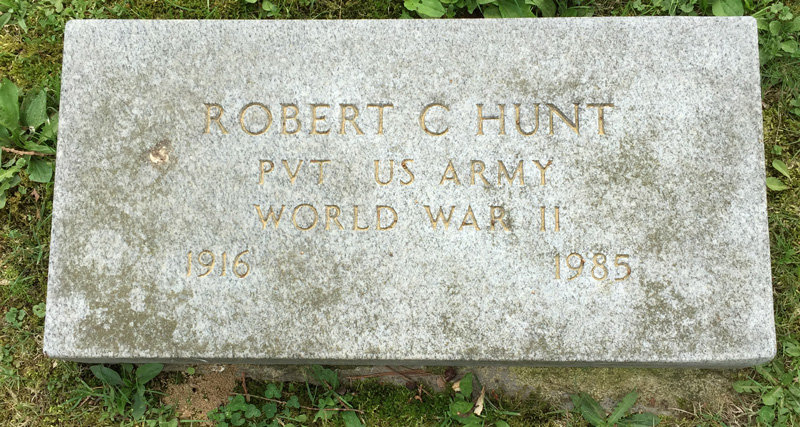 ROBERT C HUNT
PVT US ARMY
WORLD WAR II
1916 1985